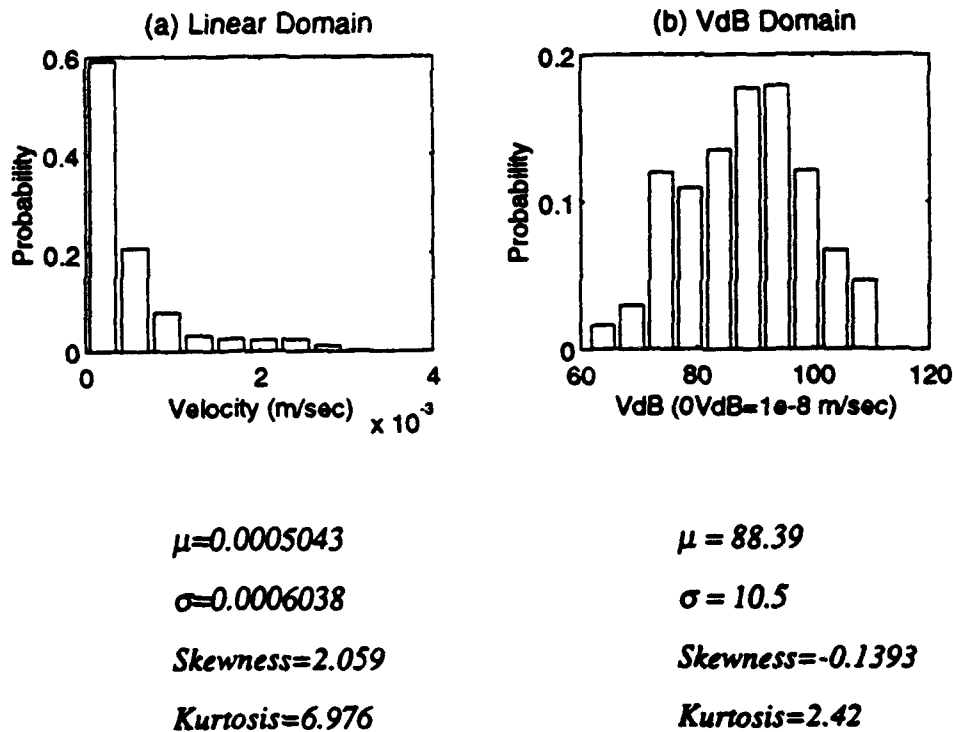 (a) Linear Domain
0.6
0.4
0.2
0
Probability
0 2 4
Velocity (m/sec)
x 10^-3
(b) VdB Domain
0.2
0.1
0
Probability
60 80 100 120
VdB (0VdB=1e-8 m/sec)
μ=0.0005043
σ=0.0006038
Skewness=2.059
Kurtosis=6.976
μ = 88.39
σ = 10.5
Skewness=-0.1393
Kurtosis=2.42